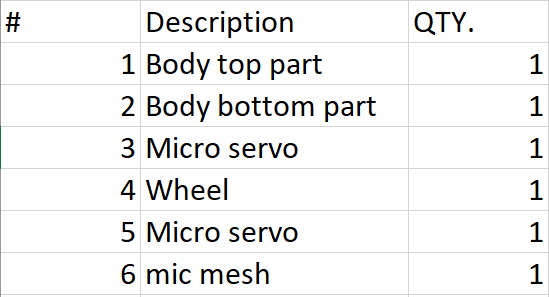 # Description QTY.
1 Body top part 1
2 Body bottom part 1
3 Micro servo 1
4 Wheel 1
5 Micro servo 1
6 mic mesh 1